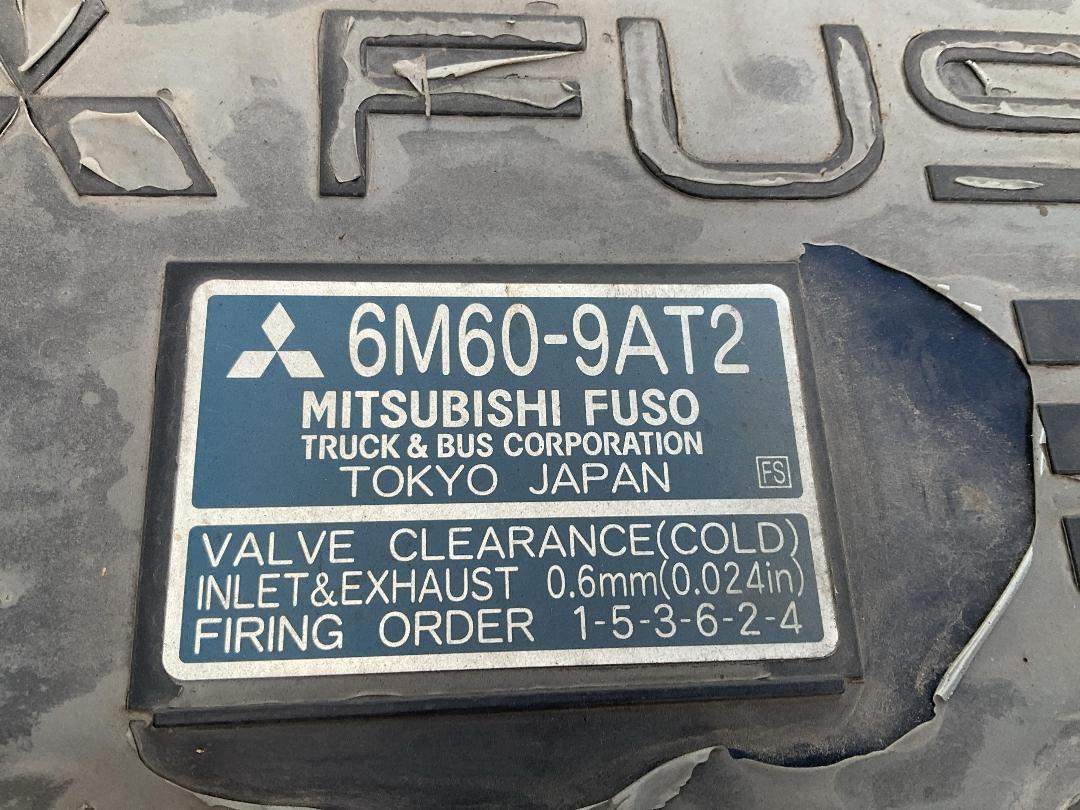 FUS
6M60-9AT2
MITSUBISHI FUSO
TRUCK & BUS CORPORATION
TOKYO JAPAN FS
VALVE CLEARANCE(COLD)
INLET&EXHAUST 0.6mm(0.024in)
FIRING ORDER 1-5-3-6-2-4